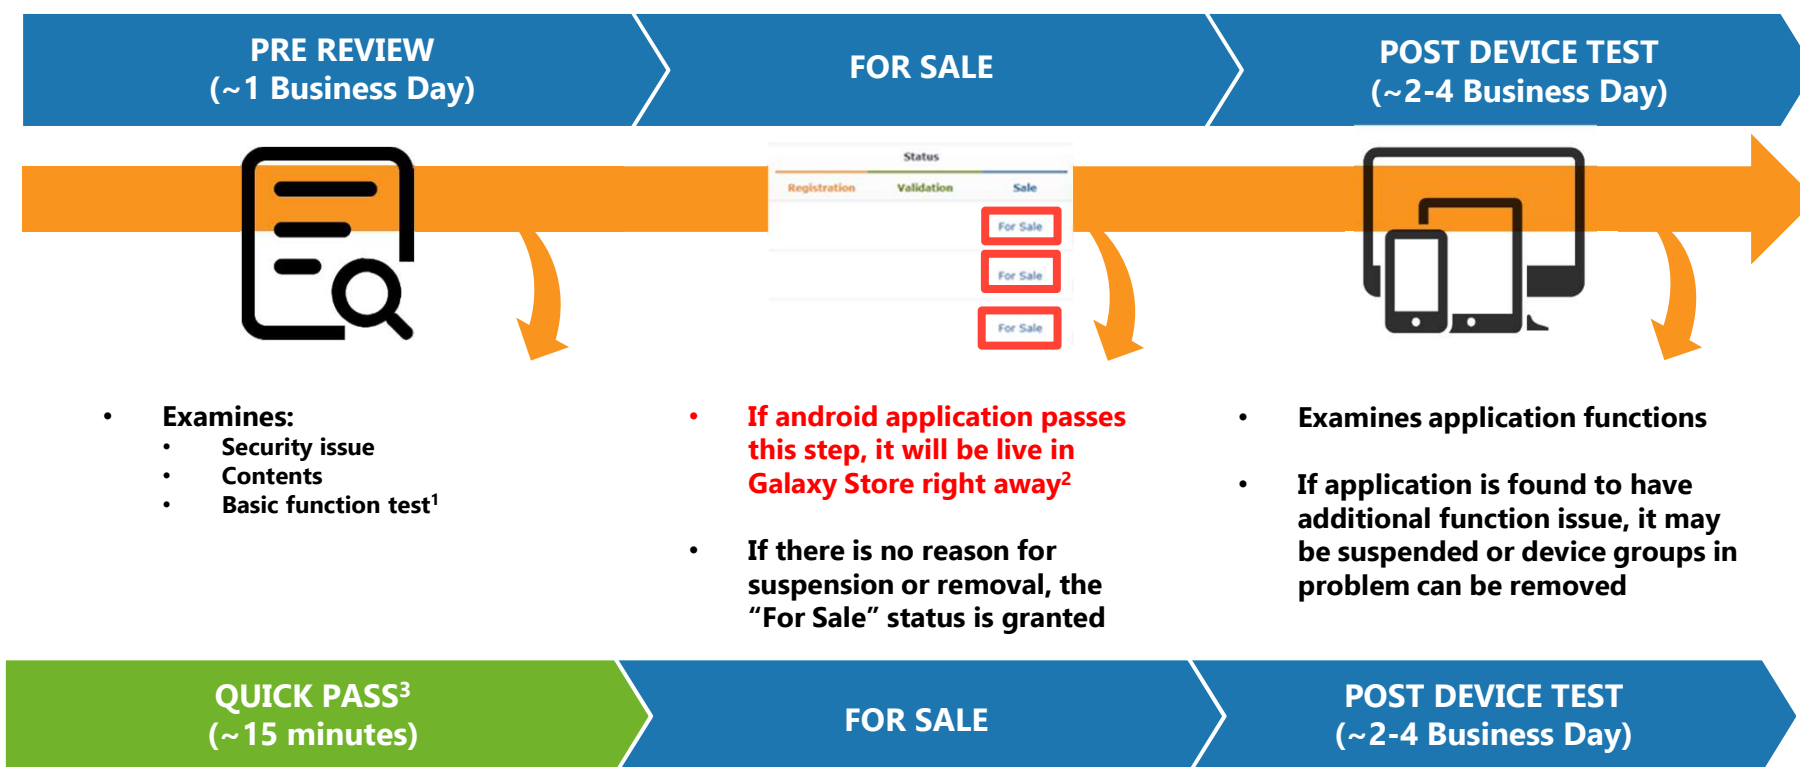 PRE REVIEW
(~1 Business Day)
FOR SALE
POST DEVICE TEST
(~2-4 Business Day)
Status
Registration Validation Sale
For Sale
For Sale
For Sale
• Examines:
• Security issue
• Contents
• Basic function test¹
• If android application passes
this step, it will be live in
Galaxy Store right away²
• If there is no reason for
suspension or removal, the
“For Sale” status is granted
• Examines application functions
• If application is found to have
additional function issue, it may
be suspended or device groups in
problem can be removed
QUICK PASS³
(~15 minutes)
FOR SALE
POST DEVICE TEST
(~2-4 Business Day)